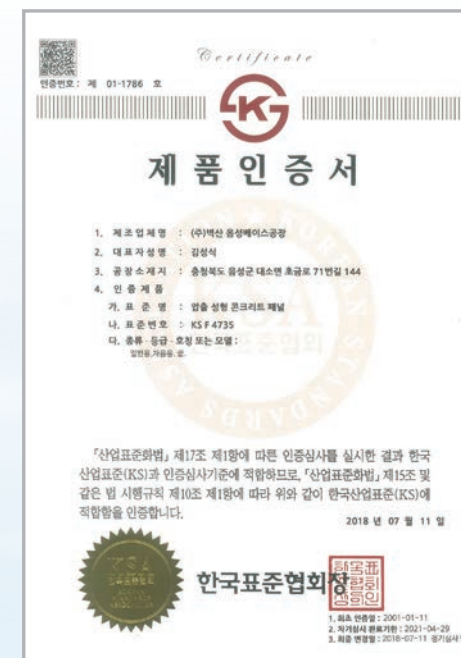 Certificate
인증번호 : 제 01-1786 호
제품인증서
1. 제조업체명 : (주)벽산 음성베이스공장
2. 대표자성명 : 김성식
3. 공장소재지 : 충청북도 음성군 대소면 초금로 71번길 144
4. 인증제품
가. 표준명 : 압출 성형 콘크리트 패널
나. 표준번호 : KS F 4735
다. 종류·등급·호칭 또는 모델 :
일반용, 저음용, 끝.
「산업표준화법」 제17조 제1항에 따른 인증심사를 실시한 결과 한국
산업표준(KS)과 인증심사기준에 적합하므로, 「산업표준화법」 제15조 및
같은 법 시행규칙 제10조 제1항에 따라 위와 같이 한국산업표준(KS)에
적합함을 인증합니다.
2018 년 07 월 11 일
한국표준협회장
1. 최초 인증일 : 2001-01-11
2. 차기심사 완료기한 : 2021-04-29
3. 최종 변경일 : 2018-07-11 정기심사